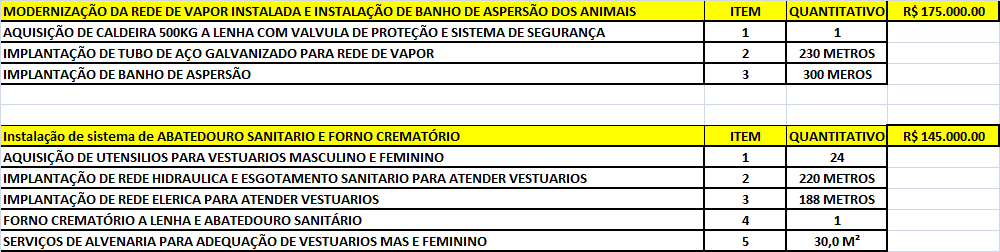 MODERNIZAÇÃO DA REDE DE VAPOR INSTALADA E INSTALAÇÃO DE BANHO DE ASPERSÃO DOS ANIMAIS ITEM QUANTITATIVO R$ 175.000.00
AQUISIÇÃO DE CALDEIRA 500KG A LENHA COM VALVULA DE PROTEÇÃO E SISTEMA DE SEGURANÇA 1 1
IMPLANTAÇÃO DE TUBO DE AÇO GALVANIZADO PARA REDE DE VAPOR 2 230 METROS
IMPLANTAÇÃO DE BANHO DE ASPERSÃO 3 300 MEROS
Instalação de sistema de ABATEDOURO SANITARIO E FORNO CREMATÓRIO ITEM QUANTITATIVO R$ 145.000.00
AQUISIÇÃO DE UTENSILIOS PARA VESTUARIOS MASCULINO E FEMININO 1 24
IMPLANTAÇÃO DE REDE HIDRAULICA E ESGOTAMENTO SANITARIO PARA ATENDER VESTUARIOS 2 220 METROS
IMPLANTAÇÃO DE REDE ELERICA PARA ATENDER VESTUARIOS 3 188 METROS
FORNO CREMATÓRIO A LENHA E ABATEDOURO SANITÁRIO 4 1
SERVIÇOS DE ALVENARIA PARA ADEQUAÇÃO DE VESTUARIOS MAS E FEMININO 5 30,0 M²